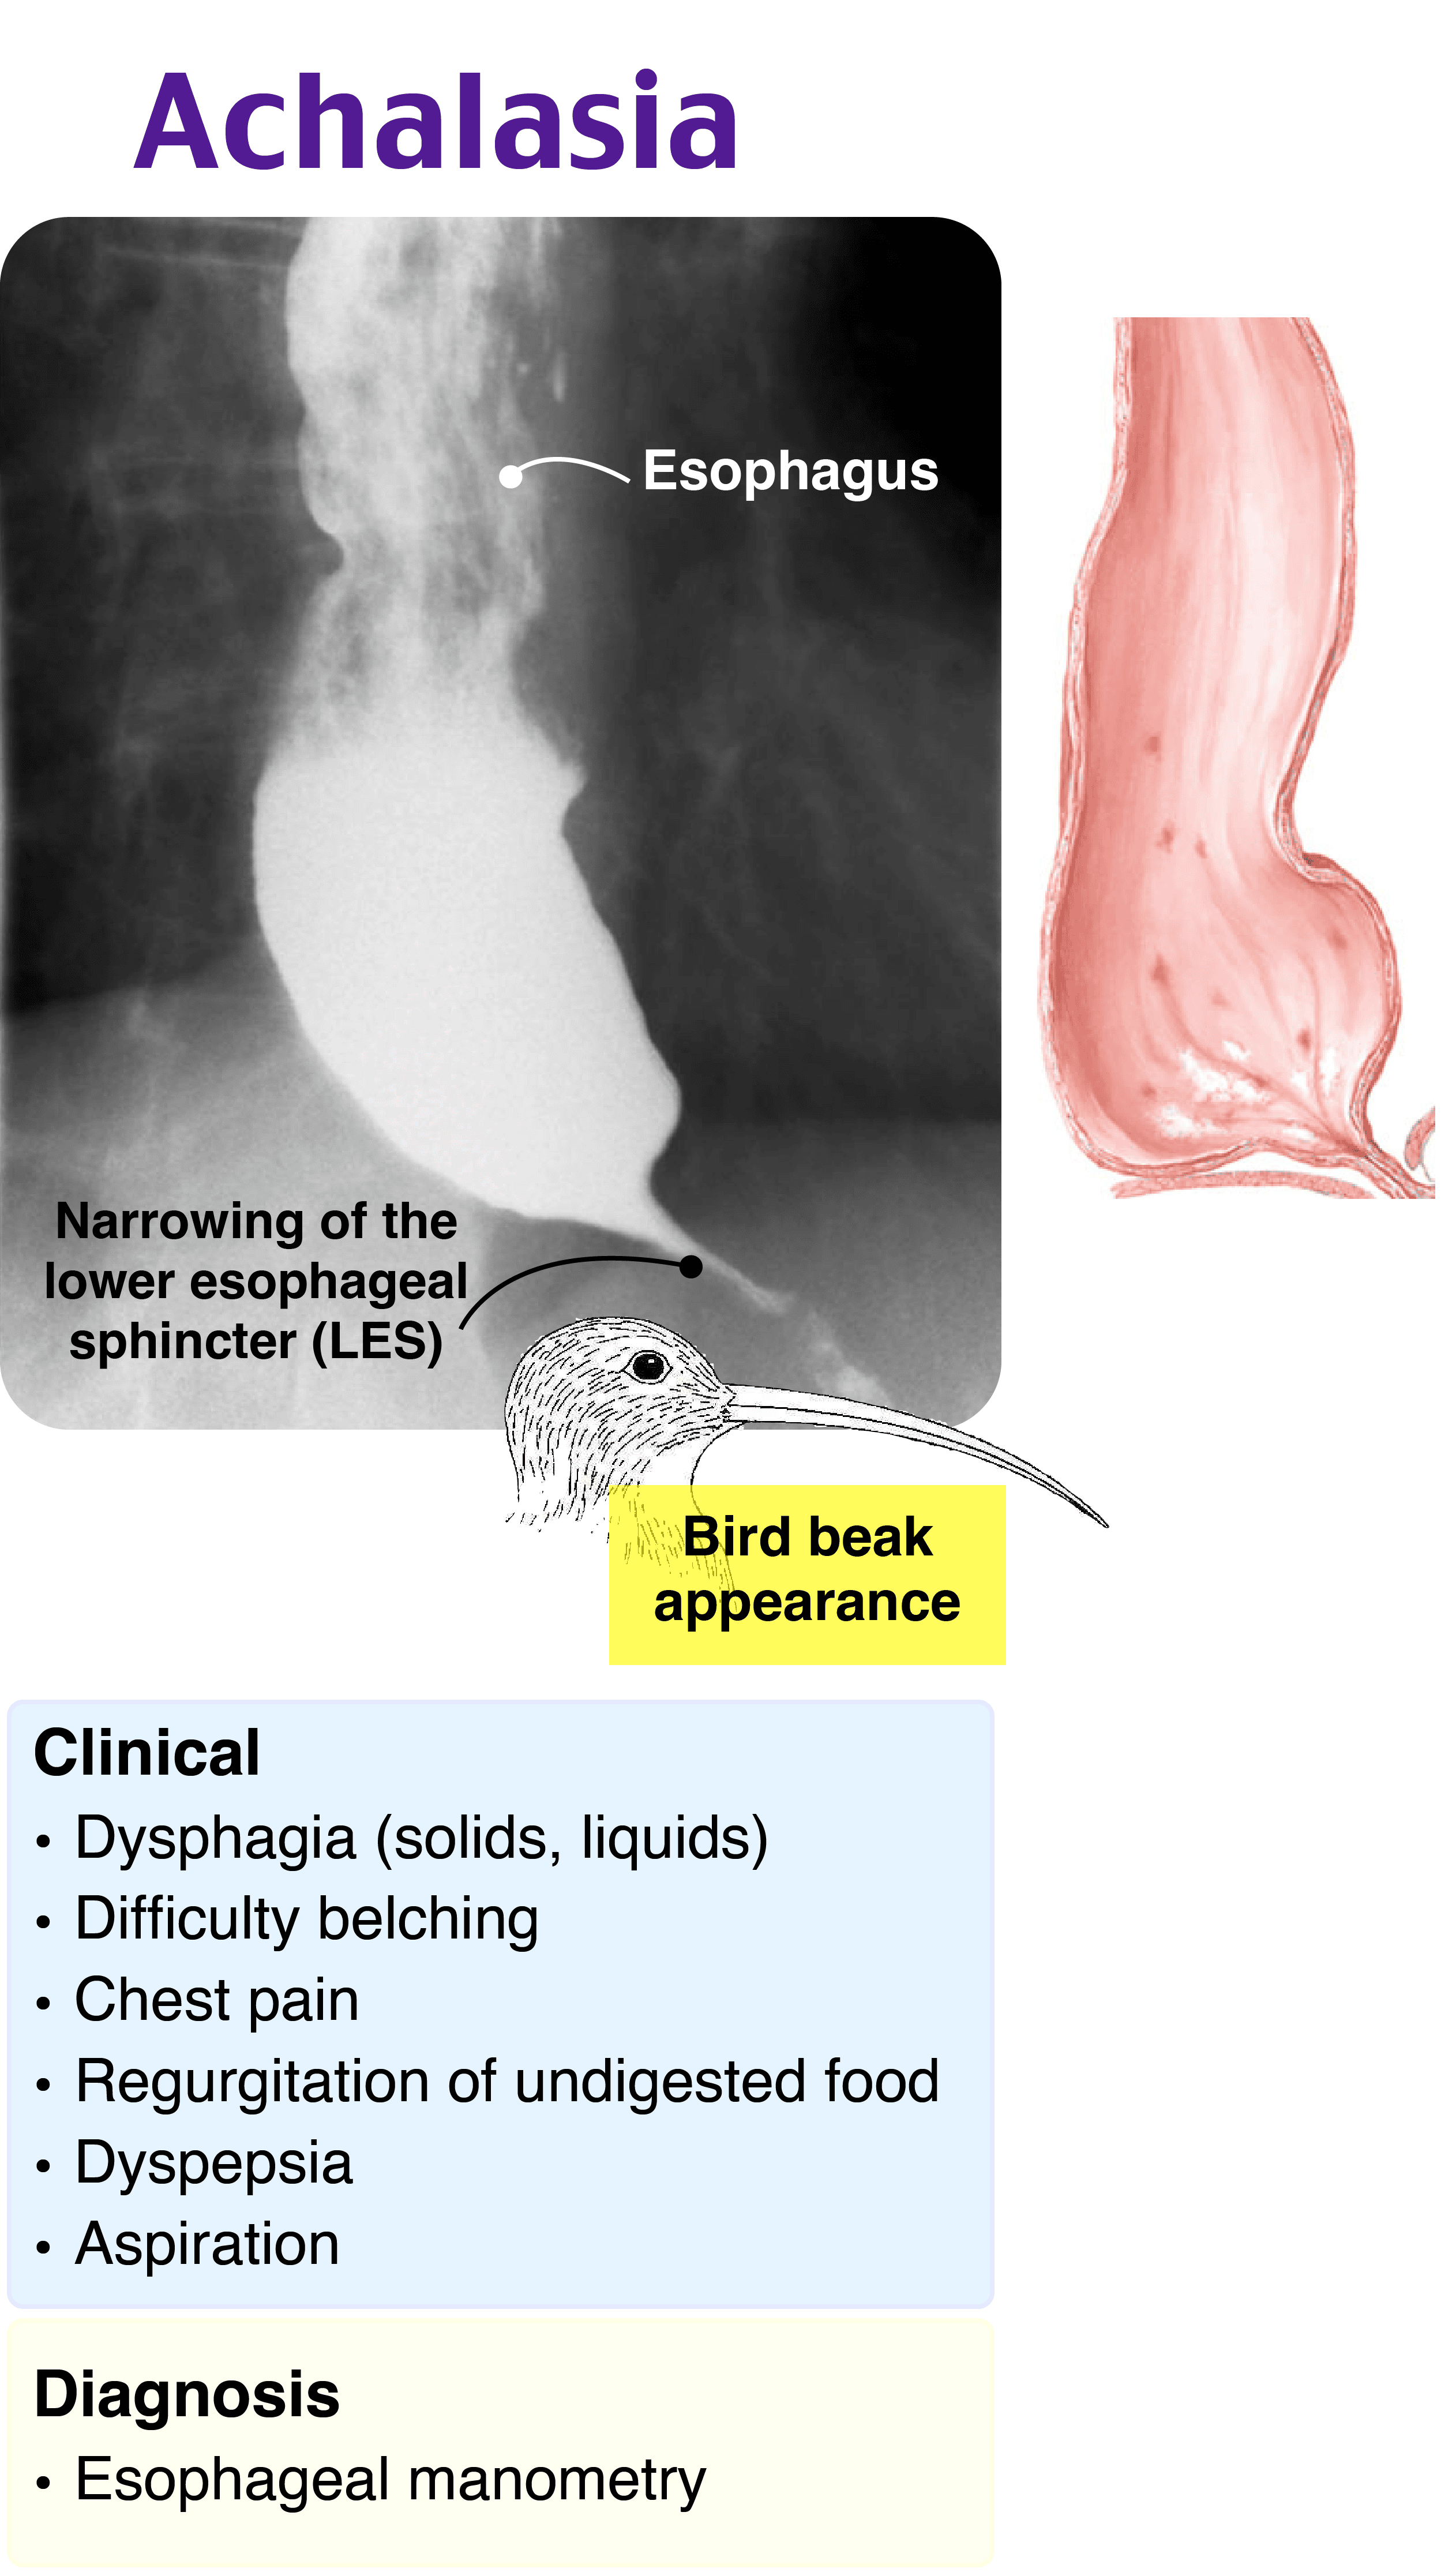 Achalasia
Esophagus
Narrowing of the
lower esophageal
sphincter (LES)
Bird beak
appearance
Clinical
• Dysphagia (solids, liquids)
• Difficulty belching
• Chest pain
• Regurgitation of undigested food
• Dyspepsia
• Aspiration
Diagnosis
• Esophageal manometry